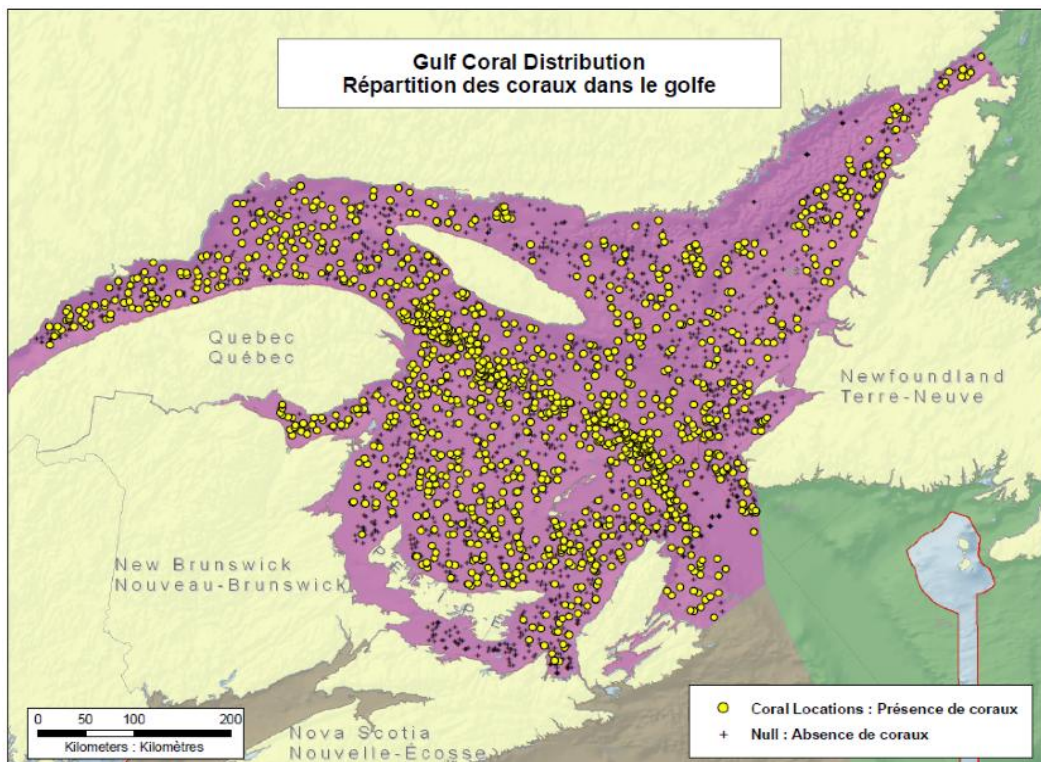 Gulf Coral Distribution
Répartition des coraux dans le golfe
Quebec
Québec
Newfoundland
Terre-Neuve
New Brunswick
Nouveau-Brunswick
P E I / I P E
Nova Scotia
Nouvelle-Écosse
0 50 100 200
Kilometers : Kilomètres
Coral Locations : Présence de coraux
Null : Absence de coraux